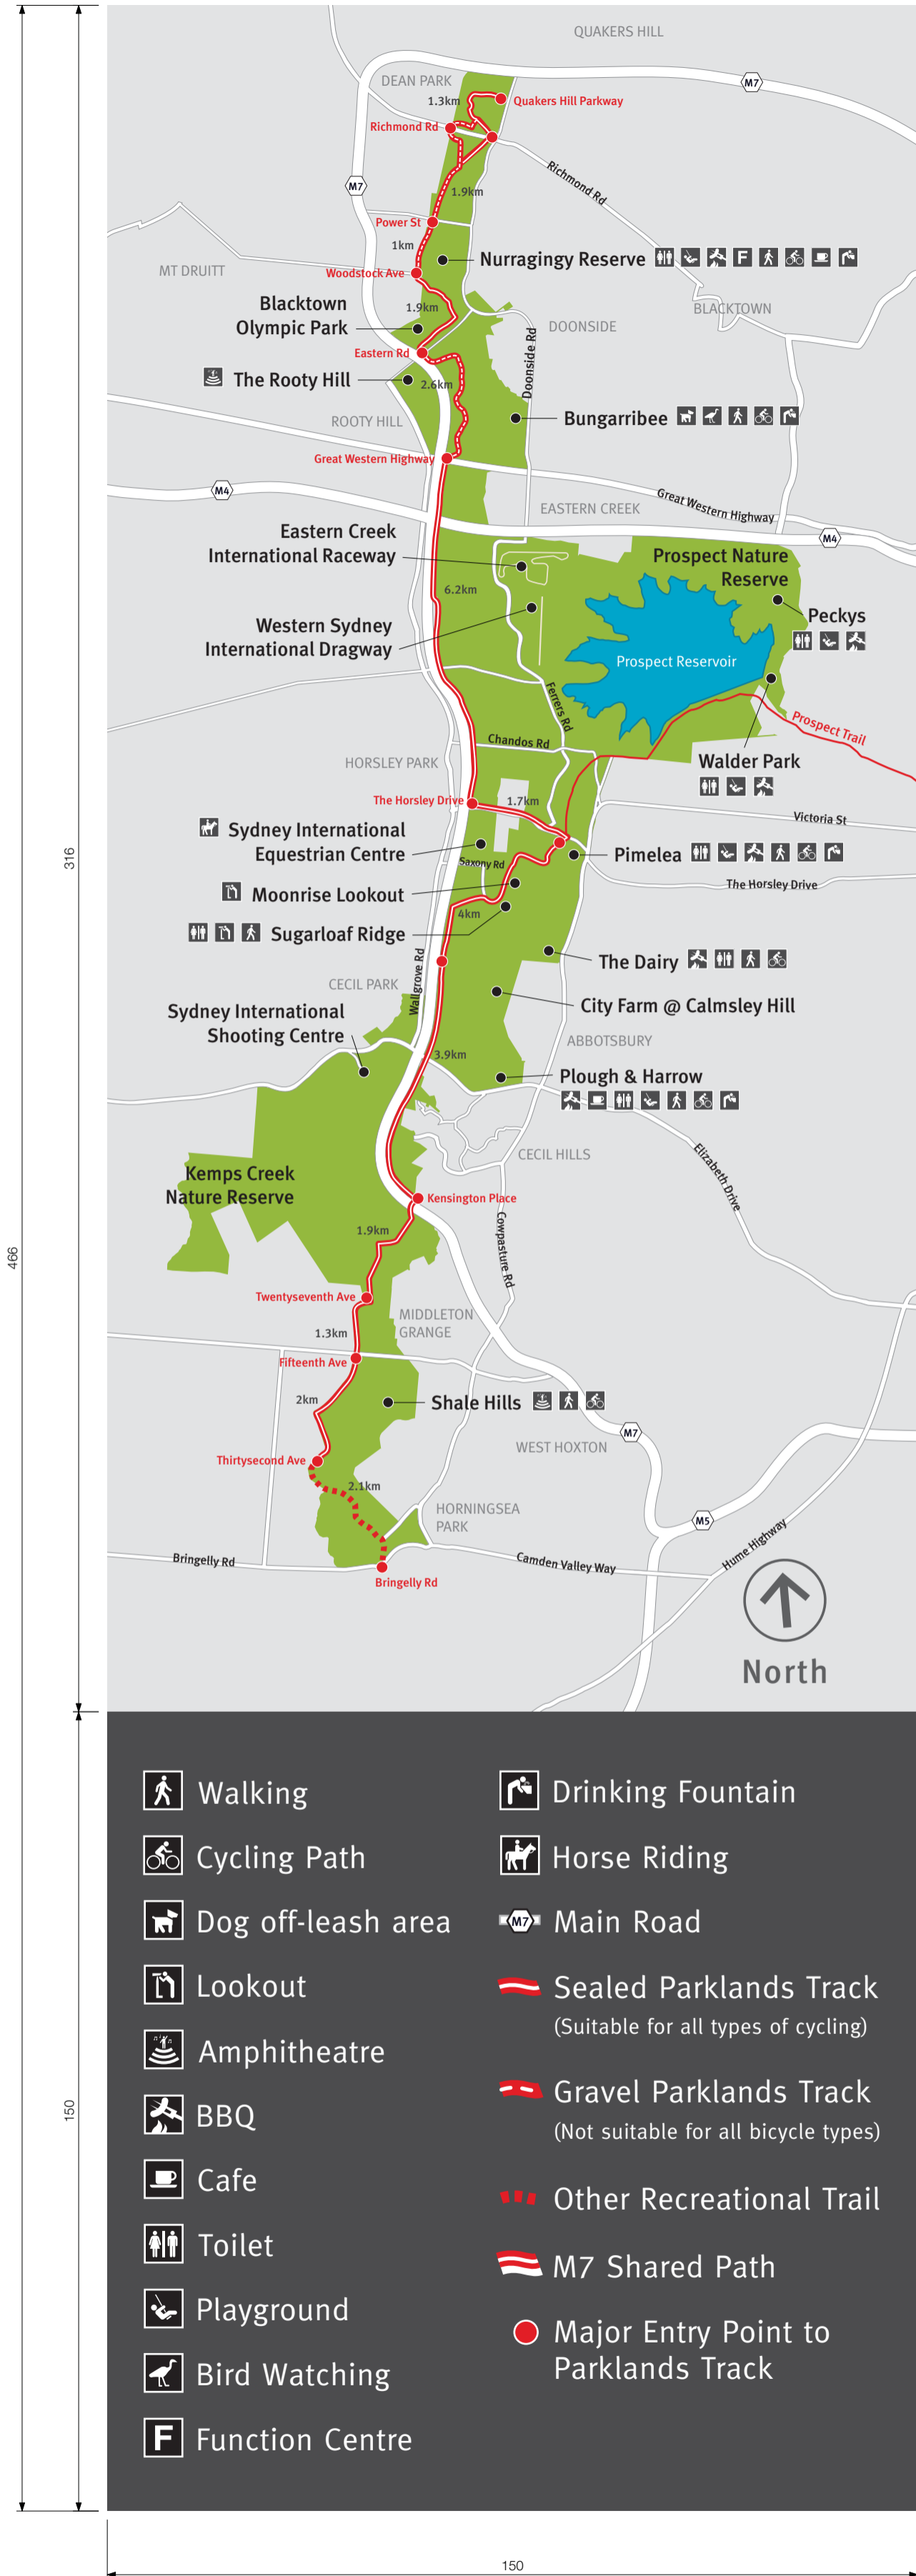 QUAKERS HILL
M7
DEAN PARK
1.3km
Quakers Hill Parkway
Richmond Rd
Richmond Rd
M7
1.9km
Power St
1km
Nurragingy Reserve
F
MT DRUITT
Woodstock Ave
Blacktown
Olympic Park
1.9km
BLACKTOWN
DOONSIDE
Doonside Rd
Eastern Rd
The Rooty Hill
2.6km
ROOTY HILL
Bungarribee
Great Western Highway
M4
Great Western Highway
EASTERN CREEK
M4
Eastern Creek
International Raceway
Prospect Nature
Reserve
6.2km
Peckys
Western Sydney
International Dragway
Prospect Reservoir
Ferrers Rd
Prospect Trail
Chandos Rd
HORSLEY PARK
Walder Park
The Horsley Drive
1.7km
Victoria St
Sydney International
Equestrian Centre
Pimelea
Saxony Rd
The Horsley Drive
Moonrise Lookout
4km
Sugarloaf Ridge
Wallgrove Rd
The Dairy
CECIL PARK
City Farm @ Calmsley Hill
Sydney International
Shooting Centre
ABBOTSBURY
3.9km
Plough & Harrow
CECIL HILLS
Elizabeth Drive
Kemps Creek
Nature Reserve
Kensington Place
Cowpasture Rd
1.9km
Twentyseventh Ave
MIDDLETON
GRANGE
1.3km
Fifteenth Ave
2km
Shale Hills
M7
WEST HOXTON
Thirtysecond Ave
2.1km
HORNINGSEA
PARK
M5
Bringelly Rd
Camden Valley Way
Hume Highway
Bringelly Rd
North
316
466
150
150
Walking
Cycling Path
Dog off-leash area
Lookout
Amphitheatre
BBQ
Cafe
Toilet
Playground
Bird Watching
F Function Centre
Drinking Fountain
Horse Riding
M7 Main Road
Sealed Parklands Track
(Suitable for all types of cycling)
Gravel Parklands Track
(Not suitable for all bicycle types)
Other Recreational Trail
M7 Shared Path
Major Entry Point to
Parklands Track